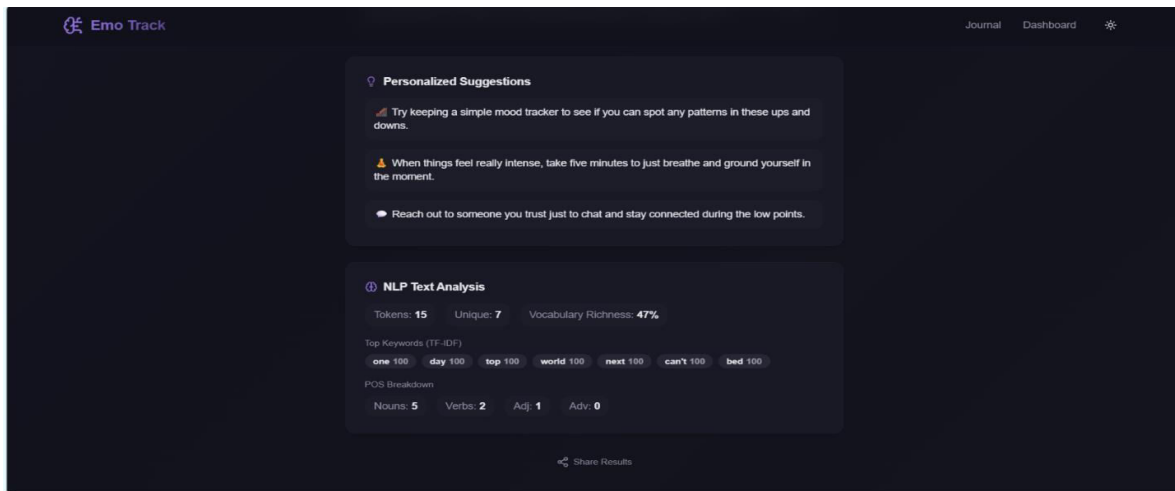 Emo Track
Journal Dashboard
Personalized Suggestions
Try keeping a simple mood tracker to see if you can spot any patterns in these ups and
downs.
When things feel really intense, take five minutes to just breathe and ground yourself in
the moment.
Reach out to someone you trust just to chat and stay connected during the low points.
NLP Text Analysis
Tokens: 15 Unique: 7 Vocabulary Richness: 47%
Top Keywords (TF-IDF)
one 100 day 100 top 100 world 100 next 100 can't 100 bed 100
POS Breakdown
Nouns: 5 Verbs: 2 Adj: 1 Adv: 0
Share Results